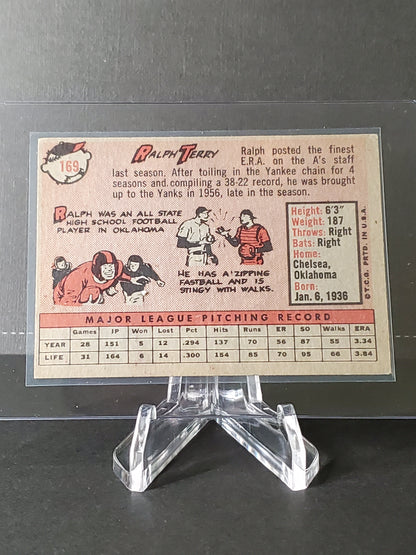 169
RALPH TERRY
Ralph posted the finest
E.R.A. on the A's staff
last season. After toiling in the Yankee chain for 4
seasons and compiling a 38-22 record, he was brought
up to the Yanks in 1956, late in the season.
RALPH WAS AN ALL STATE
HIGH SCHOOL FOOTBALL
PLAYER IN OKLAHOMA
HE HAS A ZIPPING
FASTBALL AND IS
STINGY WITH WALKS.
Height: 6'3"
Weight: 187
Throws: Right
Bats: Right
Home:
Chelsea,
Oklahoma
Born:
Jan. 6, 1936
© T.C.G. PRTD. IN U.S.A.
MAJOR LEAGUE PITCHING RECORD
Games IP Won Lost Pct Hits Runs ER SO Walks ERA
YEAR 28 151 5 12 .294 137 70 56 87 55 3.34
LIFE 31 164 6 14 .300 154 85 70 95 66 3.84